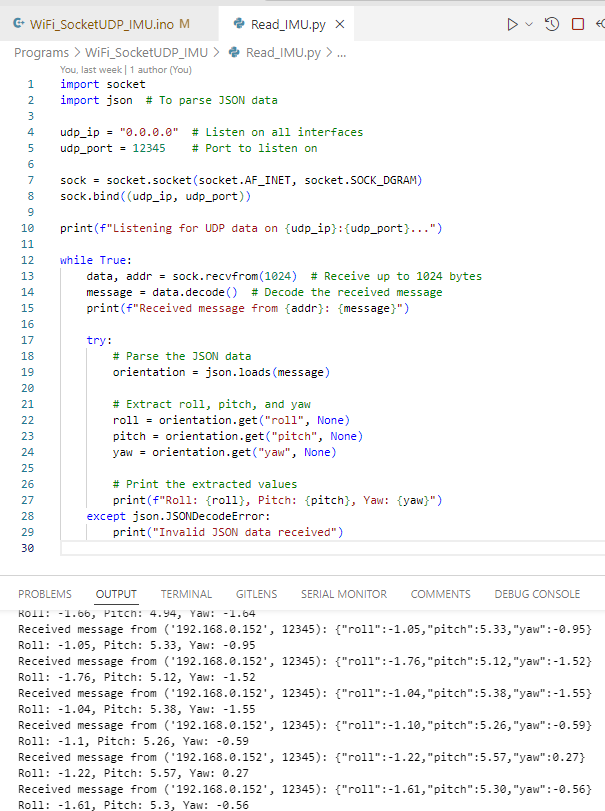 WiFi_SocketUDP_IMU.ino M Read_IMU.py
Programs > WiFi_SocketUDP_IMU > Read_IMU.py > ...
You, last week | 1 author (You)
1 import socket
2 import json  # To parse JSON data
3
4 udp_ip = "0.0.0.0"  # Listen on all interfaces
5 udp_port = 12345    # Port to listen on
6
7 sock = socket.socket(socket.AF_INET, socket.SOCK_DGRAM)
8 sock.bind((udp_ip, udp_port))
9
10 print(f"Listening for UDP data on {udp_ip}:{udp_port}...")
11
12 while True:
13     data, addr = sock.recvfrom(1024)  # Receive up to 1024 bytes
14     message = data.decode()  # Decode the received message
15     print(f"Received message from {addr}: {message}")
16
17     try:
18         # Parse the JSON data
19         orientation = json.loads(message)
20
21         # Extract roll, pitch, and yaw
22         roll = orientation.get("roll", None)
23         pitch = orientation.get("pitch", None)
24         yaw = orientation.get("yaw", None)
25
26         # Print the extracted values
27         print(f"Roll: {roll}, Pitch: {pitch}, Yaw: {yaw}")
28     except json.JSONDecodeError:
29         print("Invalid JSON data received")
30
PROBLEMS OUTPUT TERMINAL GITLENS SERIAL MONITOR COMMENTS DEBUG CONSOLE
Roll: -1.66, Pitch: 4.94, Yaw: -1.64
Received message from ('192.168.0.152', 12345): {"roll":-1.05,"pitch":5.33,"yaw":-0.95}
Roll: -1.05, Pitch: 5.33, Yaw: -0.95
Received message from ('192.168.0.152', 12345): {"roll":-1.76,"pitch":5.12,"yaw":-1.52}
Roll: -1.76, Pitch: 5.12, Yaw: -1.52
Received message from ('192.168.0.152', 12345): {"roll":-1.04,"pitch":5.38,"yaw":-1.55}
Roll: -1.04, Pitch: 5.38, Yaw: -1.55
Received message from ('192.168.0.152', 12345): {"roll":-1.10,"pitch":5.26,"yaw":-0.59}
Roll: -1.1, Pitch: 5.26, Yaw: -0.59
Received message from ('192.168.0.152', 12345): {"roll":-1.22,"pitch":5.57,"yaw":0.27}
Roll: -1.22, Pitch: 5.57, Yaw: 0.27
Received message from ('192.168.0.152', 12345): {"roll":-1.61,"pitch":5.30,"yaw":-0.56}
Roll: -1.61, Pitch: 5.3, Yaw: -0.56